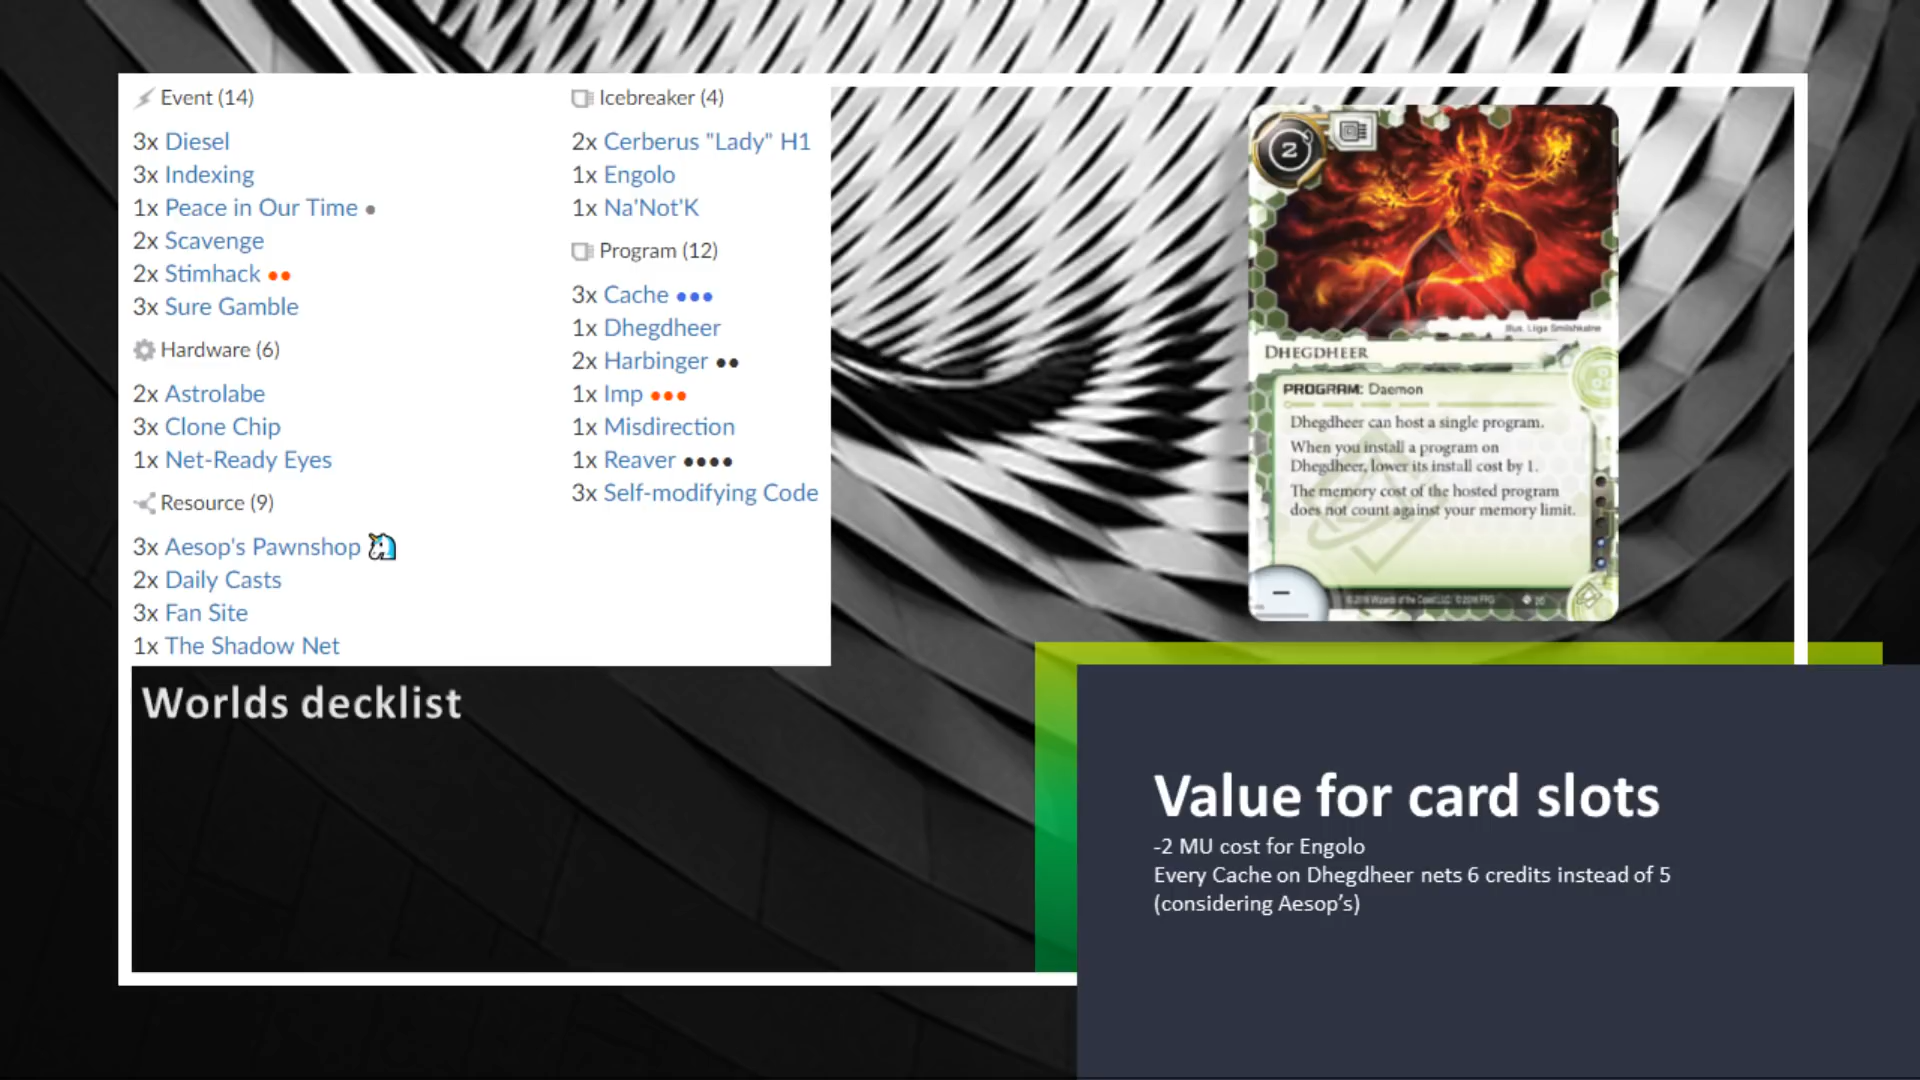 Event (14)
3x Diesel
3x Indexing
1x Peace in Our Time ●
2x Scavenge
2x Stimhack ●●
3x Sure Gamble
Hardware (6)
2x Astrolabe
3x Clone Chip
1x Net-Ready Eyes
Resource (9)
3x Aesop's Pawnshop
2x Daily Casts
3x Fan Site
1x The Shadow Net
Icebreaker (4)
2x Cerberus "Lady" H1
1x Engolo
1x Na'Not'K
Program (12)
3x Cache ●●●
1x Dhegdheer
2x Harbinger ●●
1x Imp ●●●
1x Misdirection
1x Reaver ●●●●
3x Self-modifying Code
Worlds decklist
2
Illus. Liiga Smilshkalne
DHEGDHEER
PROGRAM: Daemon
Dhegdheer can host a single program.
When you install a program on
Dhegdheer, lower its install cost by 1.
The memory cost of the hosted program
does not count against your memory limit.
–
Value for card slots
-2 MU cost for Engolo
Every Cache on Dhegdheer nets 6 credits instead of 5
(considering Aesop’s)